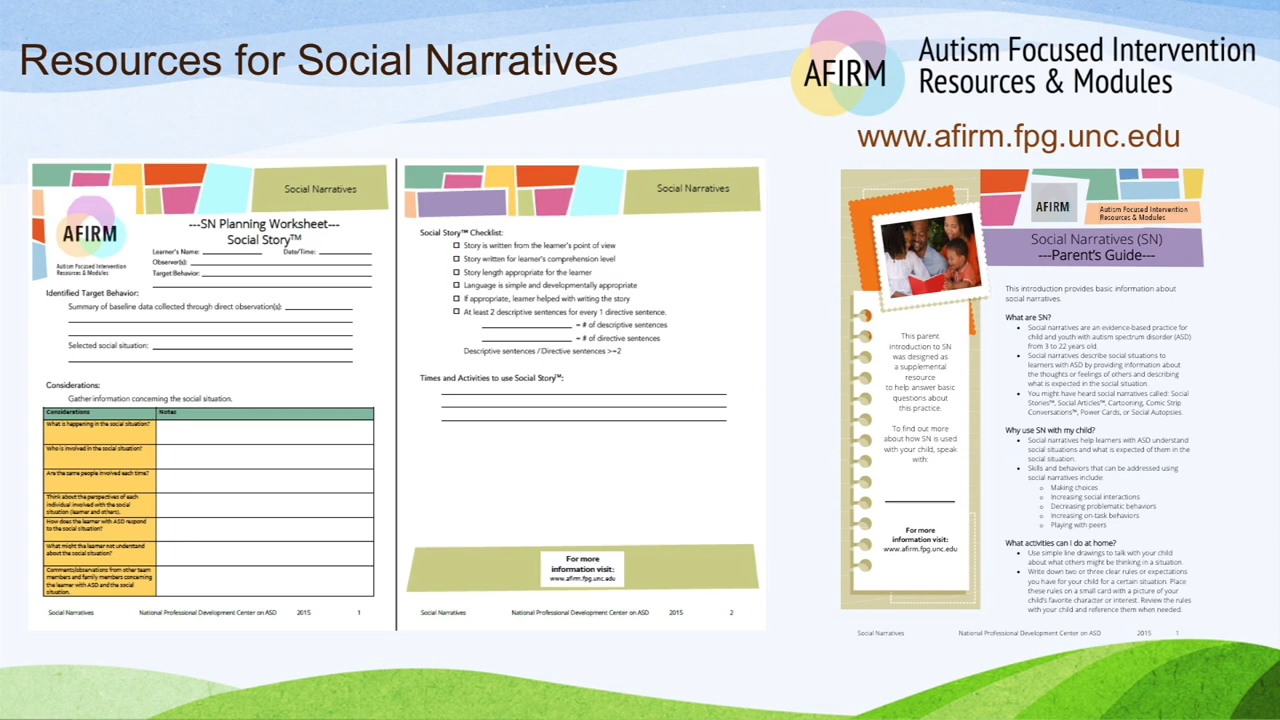 Resources for Social Narratives
AFIRM
Autism Focused Intervention
Resources & Modules
www.afirm.fpg.unc.edu
Social Narratives
AFIRM
Autism Focused Intervention
Resources & Modules
---SN Planning Worksheet---
Social Story™
Learner's Name: Date/Time:
Observer(s):
Target Behavior:
Identified Target Behavior:
Summary of baseline data collected through direct observation(s):
Selected social situation:
Considerations:
Gather information concerning the social situation.
Considerations Notes
What is happening in the social situation?
Who is involved in the social situation?
Are the same people involved each time?
Think about the perspectives of each
individual involved with the social
situation (learner and others).
How does the learner with ASD respond
to the social situation?
What might the learner not understand
about the social situation?
Comments/observations from other team
members and family members concerning
the learner with ASD and the social
situation.
Social Narratives National Professional Development Center on ASD 2015 1
Social Narratives
Social Story™ Checklist:
Story is written from the learner's point of view
Story written for learner's comprehension level
Story length appropriate for the learner
Language is simple and developmentally appropriate
If appropriate, learner helped with writing the story
At least 2 descriptive sentences for every 1 directive sentence.
= # of descriptive sentences
= # of directive sentences
Descriptive sentences / Directive sentences >=2
Times and Activities to use Social Story™:
For more
information visit:
www.afirm.fpg.unc.edu
Social Narratives National Professional Development Center on ASD 2015 2
AFIRM
Autism Focused Intervention
Resources & Modules
Social Narratives (SN)
---Parent's Guide---
This parent
introduction to SN
was designed as
a supplemental
resource
to help answer basic
questions about
this practice.
To find out more
about how SN is used
with your child, speak
with:
For more
information visit:
www.afirm.fpg.unc.edu
This introduction provides basic information about
social narratives.
What are SN?
• Social narratives are an evidence-based practice for
child and youth with autism spectrum disorder (ASD)
from 3 to 22 years old.
• Social narratives describe social situations to
learners with ASD by providing information about
the thoughts or feelings of others and describing
what is expected in the social situation.
• You might have heard social narratives called: Social
Stories™, Social Articles™, Cartooning, Comic Strip
Conversations™, Power Cards, or Social Autopsies.
Why use SN with my child?
• Social narratives help learners with ASD understand
social situations and what is expected of them in the
social situation.
• Skills and behaviors that can be addressed using
social narratives include:
o Making choices
o Increasing social interactions
o Decreasing problematic behaviors
o Increasing on-task behaviors
o Playing with peers
What activities can I do at home?
• Use simple line drawings to talk with your child
about what others might be thinking in a situation.
• Write down two or three clear rules or expectations
you have for your child for a certain situation. Place
these rules on a small card with a picture of your
child's favorite character or interest. Review the rules
with your child and reference them when needed.
Social Narratives National Professional Development Center on ASD 2015 1